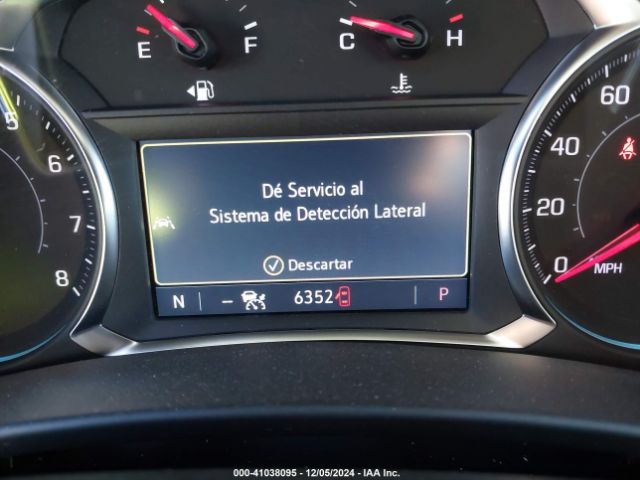 E F C H
5 6 7 8
60 40 20 0
MPH
Dé Servicio al
Sistema de Detección Lateral
Descartar
N -- 6352 P
000-41038095 - 12/05/2024 - IAA Inc.